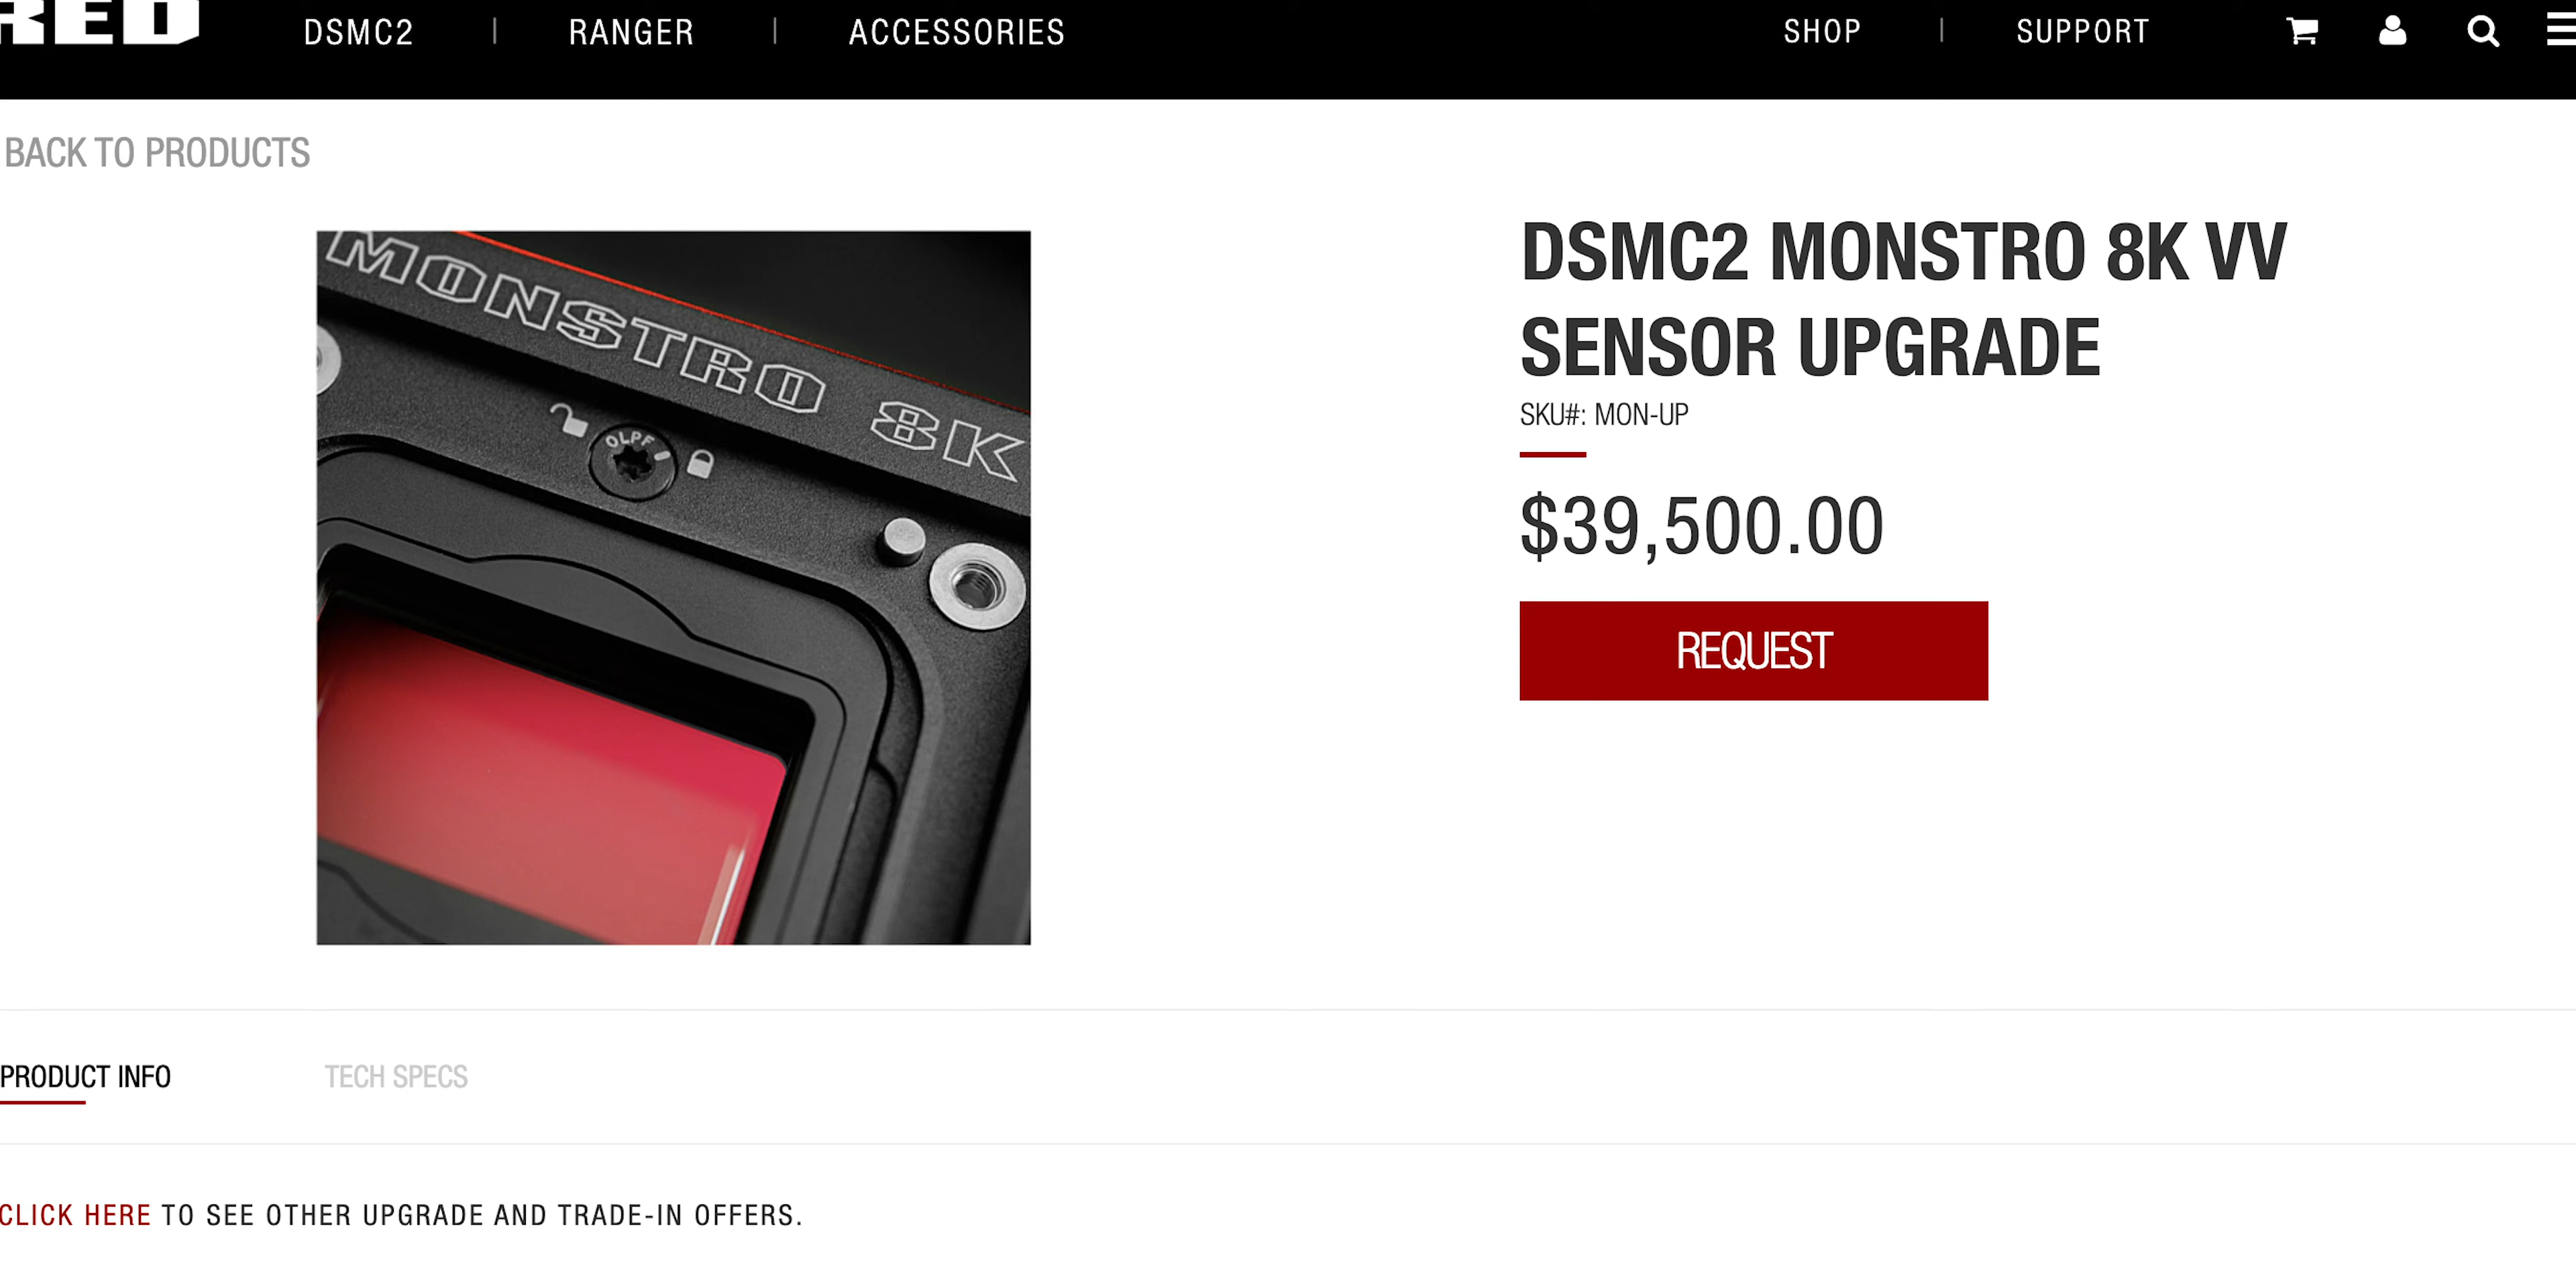 RED
DSMC2 | RANGER | ACCESSORIES SHOP | SUPPORT
BACK TO PRODUCTS
MONSTRO 8K
OLPF
DSMC2 MONSTRO 8K VV
SENSOR UPGRADE
SKU#: MON-UP
$39,500.00
REQUEST
PRODUCT INFO TECH SPECS
CLICK HERE TO SEE OTHER UPGRADE AND TRADE-IN OFFERS.